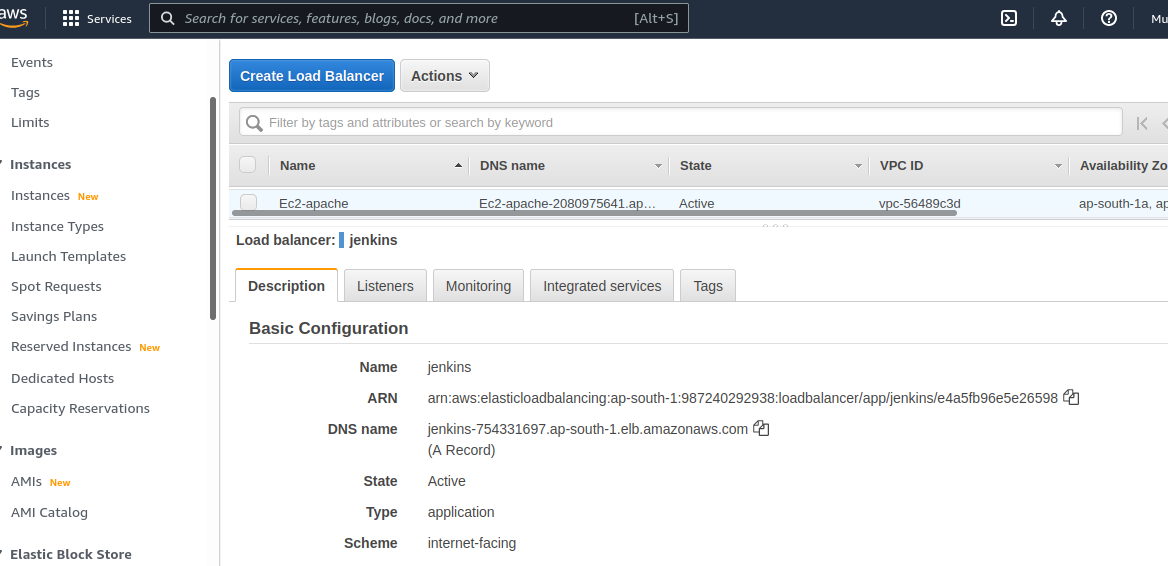 aws Services Search for services, features, blogs, docs, and more [Alt+S] Mu
Events
Tags
Limits
Instances
Instances New
Instance Types
Launch Templates
Spot Requests
Savings Plans
Reserved Instances New
Dedicated Hosts
Capacity Reservations
Images
AMIs New
AMI Catalog
Elastic Block Store
Create Load Balancer Actions
Filter by tags and attributes or search by keyword
Name DNS name State VPC ID Availability Zo
Ec2-apache Ec2-apache-2080975641.ap… Active vpc-56489c3d ap-south-1a, ap
Load balancer: jenkins
Description Listeners Monitoring Integrated services Tags
Basic Configuration
Name jenkins
ARN arn:aws:elasticloadbalancing:ap-south-1:987240292938:loadbalancer/app/jenkins/e4a5fb96e5e26598
DNS name jenkins-754331697.ap-south-1.elb.amazonaws.com
(A Record)
State Active
Type application
Scheme internet-facing